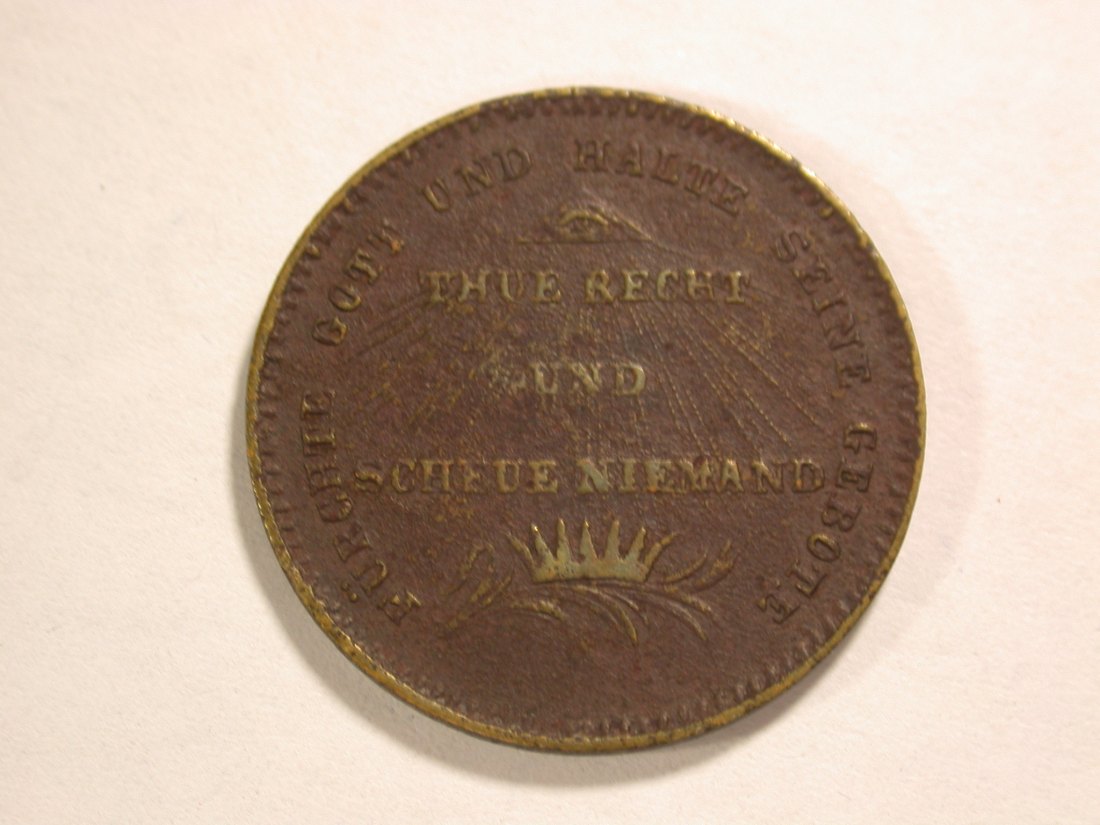 FÜRCHTE GOTT UND HALTE SEINE GEBOTE
THUE RECHT
UND
SCHEUE NIEMAND